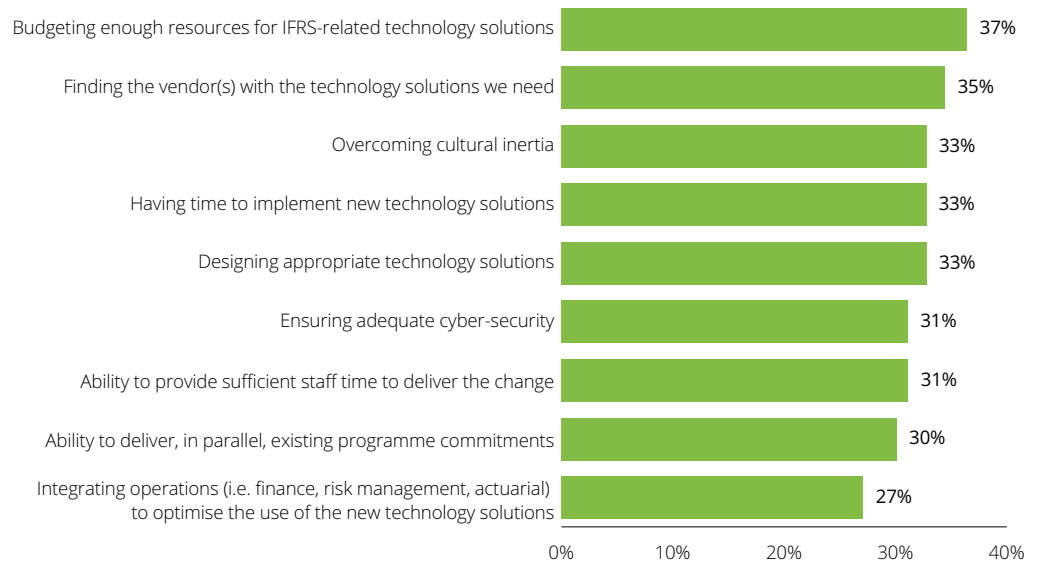 Budgeting enough resources for IFRS-related technology solutions 37%
Finding the vendor(s) with the technology solutions we need 35%
Overcoming cultural inertia 33%
Having time to implement new technology solutions 33%
Designing appropriate technology solutions 33%
Ensuring adequate cyber-security 31%
Ability to provide sufficient staff time to deliver the change 31%
Ability to deliver, in parallel, existing programme commitments 30%
Integrating operations (i.e. finance, risk management, actuarial)
to optimise the use of the new technology solutions 27%
0% 10% 20% 30% 40%